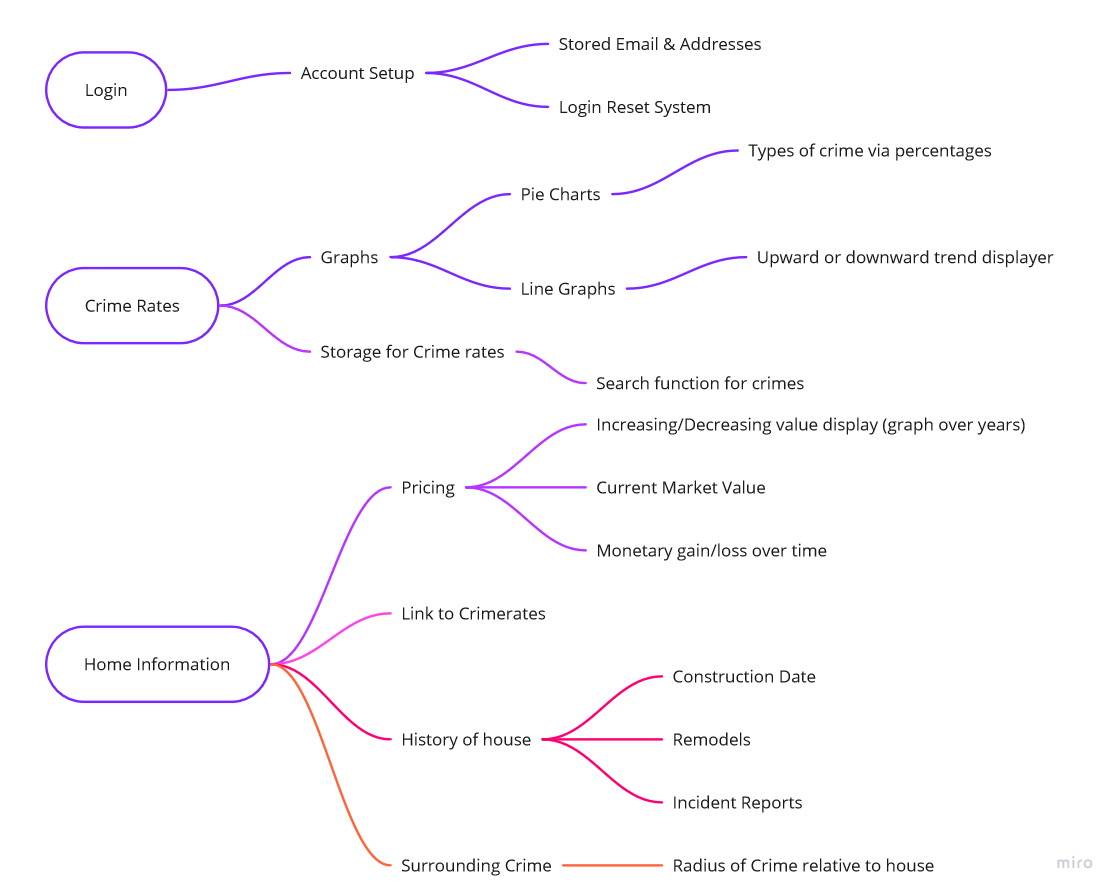 Login
Account Setup
Stored Email & Addresses
Login Reset System
Crime Rates
Graphs
Pie Charts
Types of crime via percentages
Line Graphs
Upward or downward trend displayer
Storage for Crime rates
Search function for crimes
Home Information
Pricing
Increasing/Decreasing value display (graph over years)
Current Market Value
Monetary gain/loss over time
Link to Crimerates
History of house
Construction Date
Remodels
Incident Reports
Surrounding Crime
Radius of Crime relative to house
miro